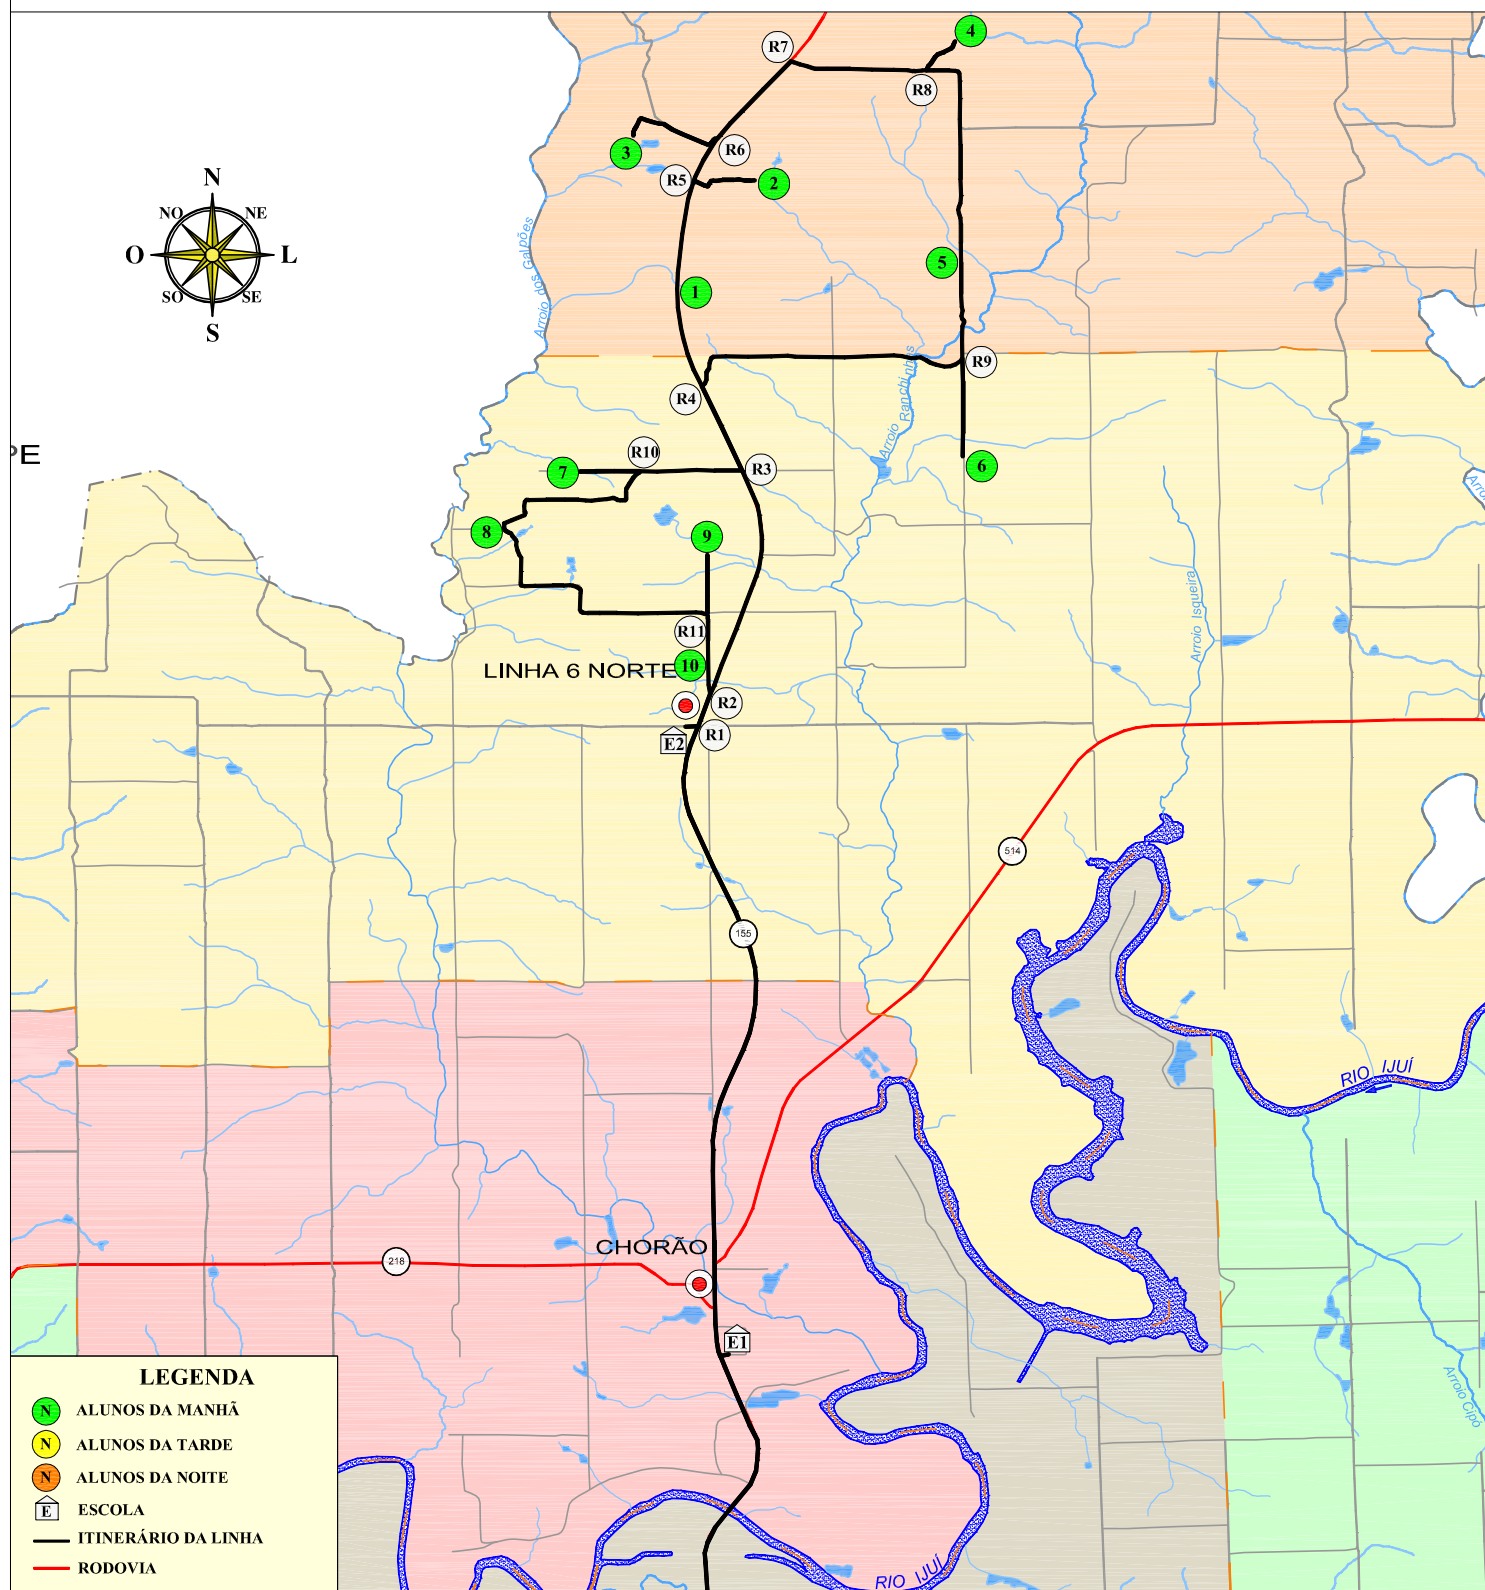 4
R7
R8
3
R6
R5
2
N
NO
NE
O
L
SO
SE
S
Arroio dos Galpões
5
1
R9
R4
Arroio Ranchinhos
PE
R10
7
R3
6
Arro
8
9
Arroio Isqueira
R11
LINHA 6 NORTE
10
R2
E2
R1
514
155
RIO IJUÍ
CHORÃO
218
E1
Arroio Cipó
RIO IJUÍ
LEGENDA
N ALUNOS DA MANHÃ
N ALUNOS DA TARDE
N ALUNOS DA NOITE
E ESCOLA
ITINERÁRIO DA LINHA
RODOVIA